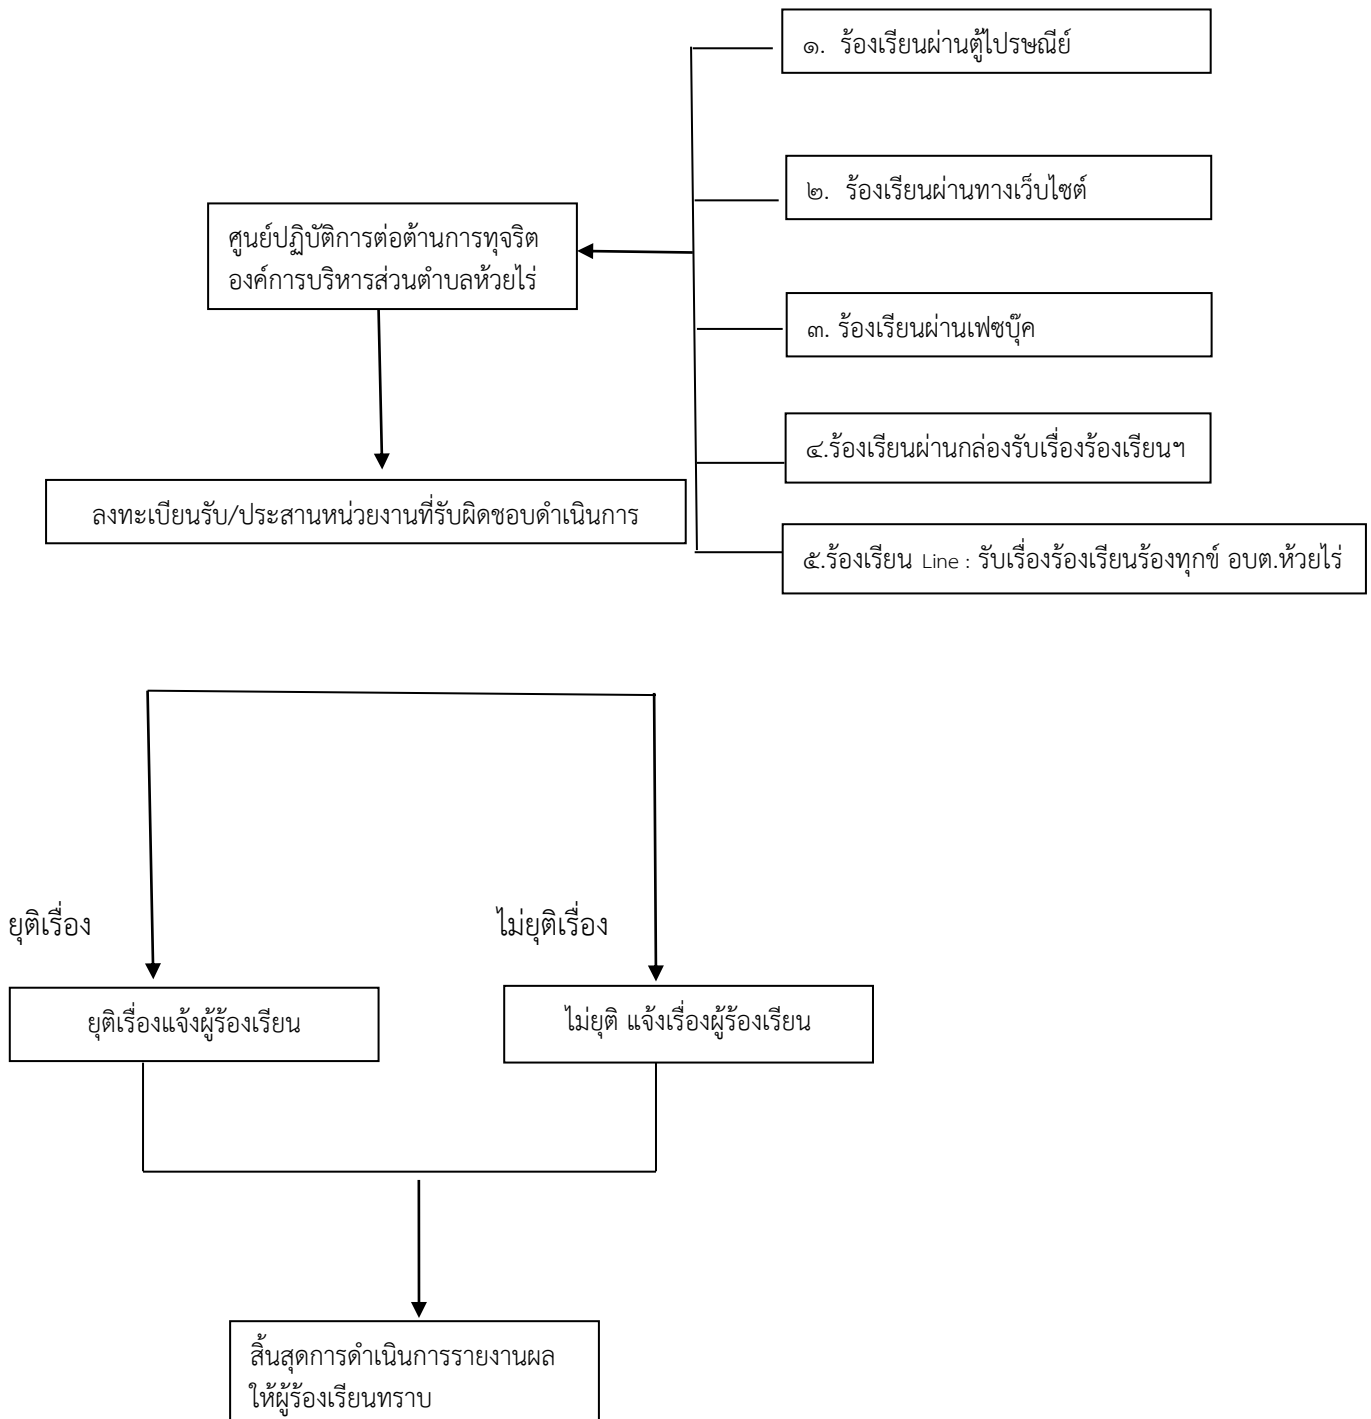 ๑. ร้องเรียนผ่านตู้ไปรษณีย์
๒. ร้องเรียนผ่านทางเว็บไซต์
ศูนย์ปฏิบัติการต่อต้านการทุจริต
องค์การบริหารส่วนตำบลห้วยไร่
๓. ร้องเรียนผ่านเฟซบุ๊ค
๔.ร้องเรียนผ่านกล่องรับเรื่องร้องเรียนฯ
ลงทะเบียนรับ/ประสานหน่วยงานที่รับผิดชอบดำเนินการ
๕.ร้องเรียน Line : รับเรื่องร้องเรียนร้องทุกข์ อบต.ห้วยไร่
ยุติเรื่อง
ไม่ยุติเรื่อง
ยุติเรื่องแจ้งผู้ร้องเรียน
ไม่ยุติ แจ้งเรื่องผู้ร้องเรียน
สิ้นสุดการดำเนินการรายงานผล
ให้ผู้ร้องเรียนทราบ